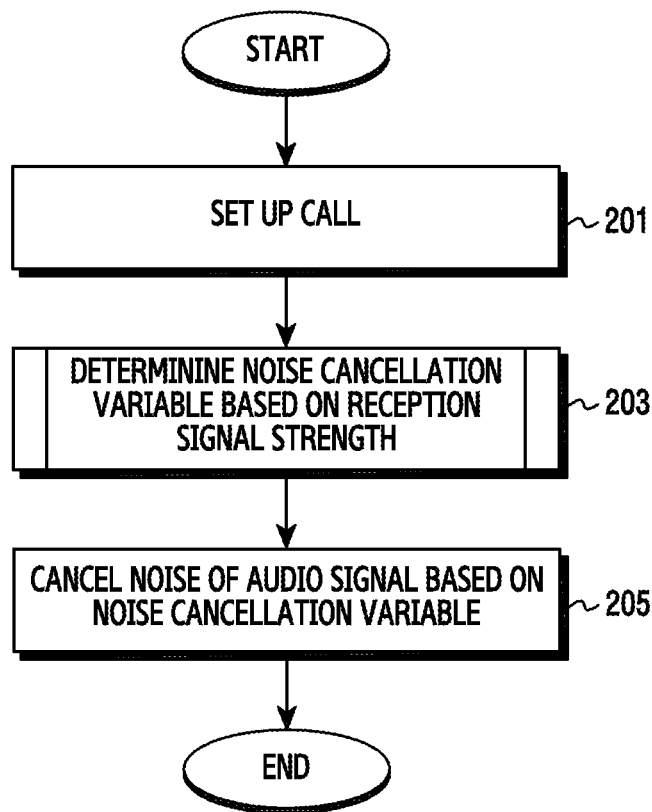 START
SET UP CALL
201
DETERMININE NOISE CANCELLATION
VARIABLE BASED ON RECEPTION
SIGNAL STRENGTH
203
CANCEL NOISE OF AUDIO SIGNAL BASED ON
NOISE CANCELLATION VARIABLE
205
END